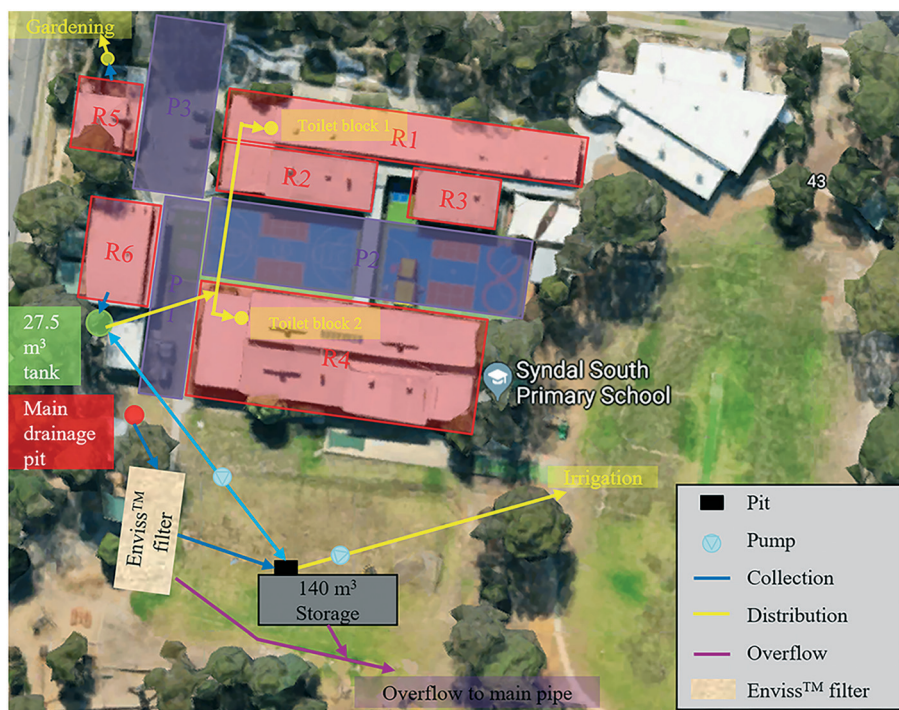 Gardening
R5
P3
Toilet block 1
R1
R2
R3
43
R6
P
P2
27.5
m³
tank
Toilet block 2
R4
Syndal South
Primary School
Main
drainage
pit
Irrigation
Enviss™
filter
140 m³
Storage
Overflow to main pipe
Pit
Pump
Collection
Distribution
Overflow
Enviss™ filter